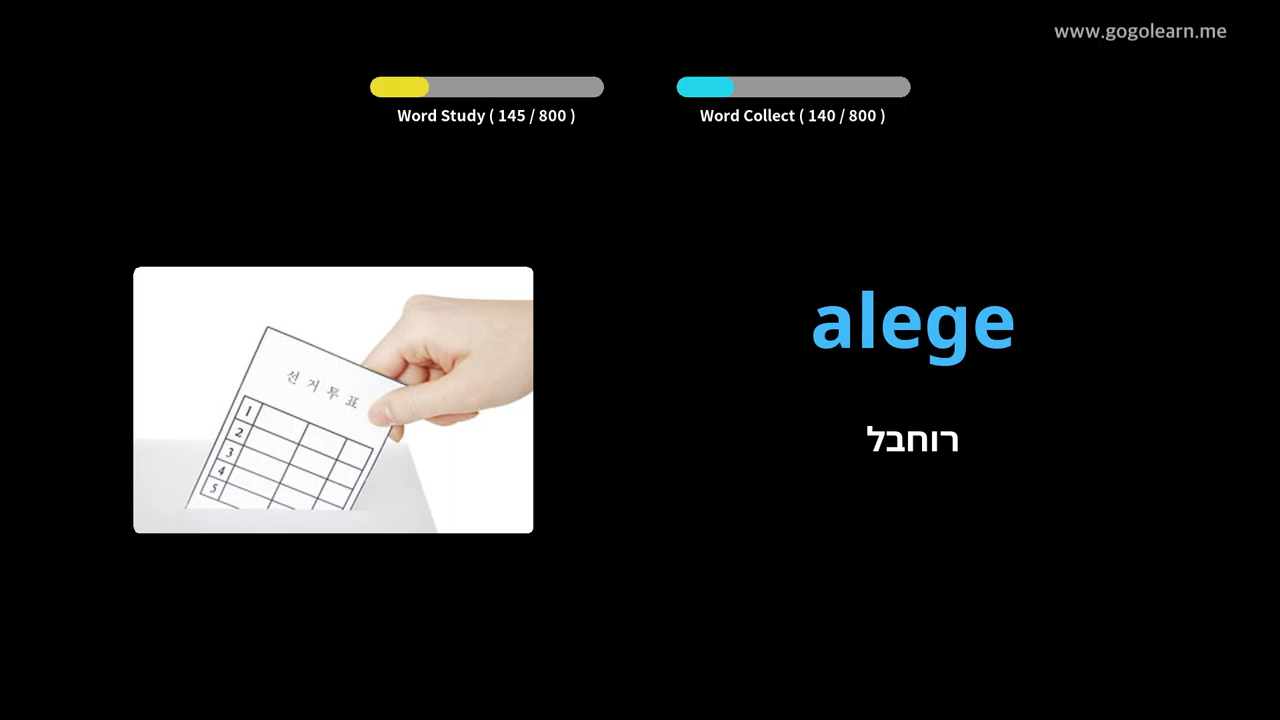 www.gogolearn.me
Word Study ( 145 / 800 )
Word Collect ( 140 / 800 )
선거투표
1
2
3
4
5
alege
רוחבל